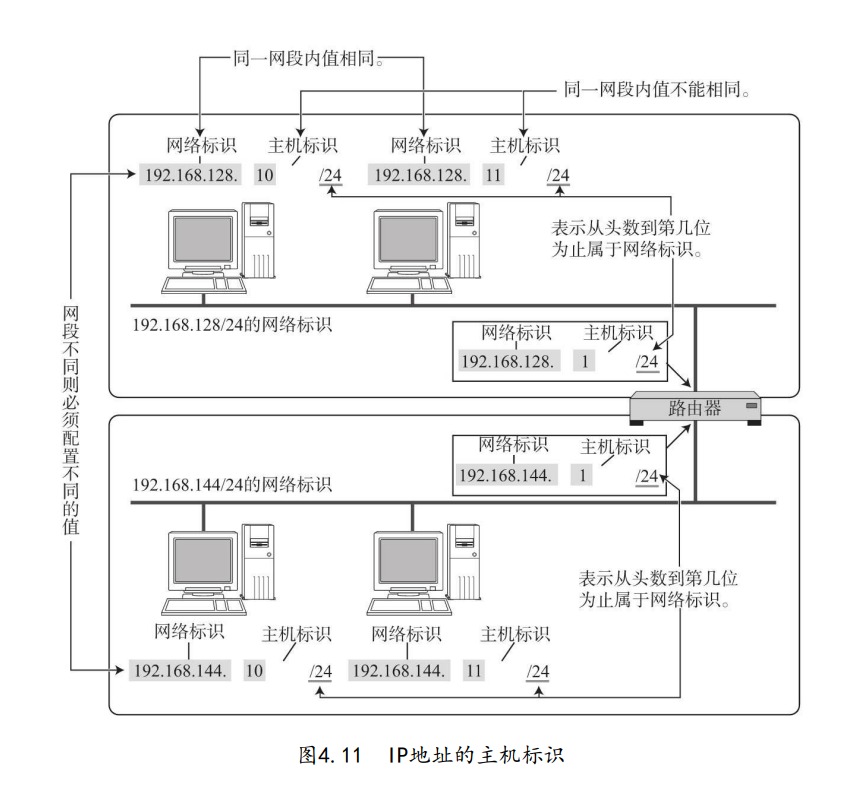 同一网段内值相同。
同一网段内值不能相同。
网络标识 主机标识 网络标识 主机标识
192.168.128. 10 /24 192.168.128. 11 /24
表示从头数到第几位
为止属于网络标识。
192.168.128/24的网络标识
网络标识 主机标识
192.168.128. 1 /24
网段不同则必须配置不同的值
路由器
网络标识 主机标识
192.168.144. 1 /24
192.168.144/24的网络标识
表示从头数到第几位
为止属于网络标识。
网络标识 主机标识 网络标识 主机标识
192.168.144. 10 /24 192.168.144. 11 /24
图4.11 IP地址的主机标识